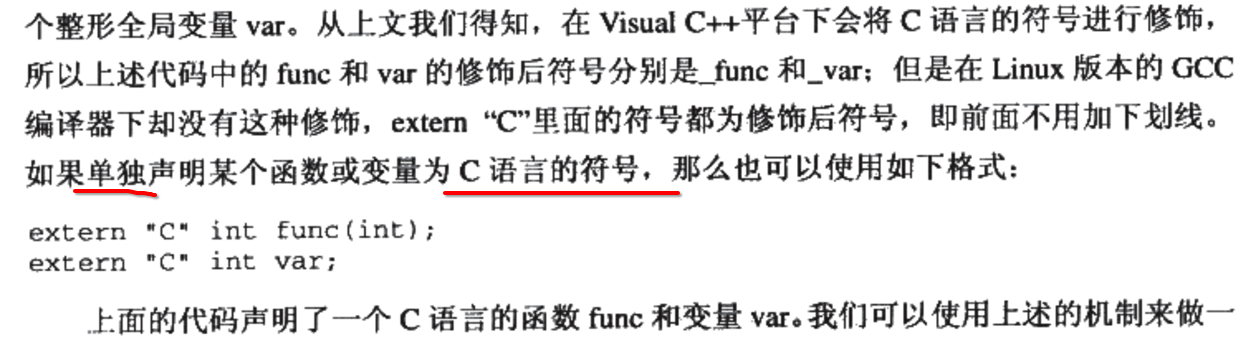 个整形全局变量 var。从上文我们得知，在 Visual C++平台下会将 C 语言的符号进行修饰，
所以上述代码中的 func 和 var 的修饰后符号分别是_func 和_var；但是在 Linux 版本的 GCC
编译器下却没有这种修饰，extern “C”里面的符号都为修饰后符号，即前面不用加下划线。
如果单独声明某个函数或变量为 C 语言的符号，那么也可以使用如下格式：
extern "C" int func(int);
extern "C" int var;
上面的代码声明了一个 C 语言的函数 func 和变量 var。我们可以使用上述的机制来做一